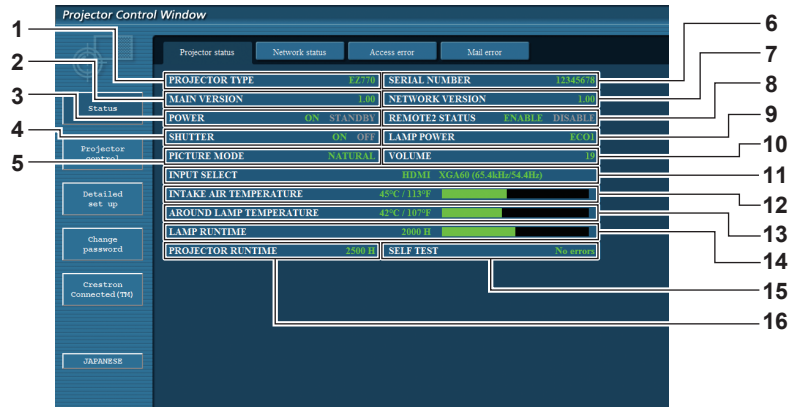 Projector Control Window
Projector status Network status Access error Mail error
Status
Projector control
Detailed set up
Change password
Crestron Connected(TM)
JAPANESE
PROJECTOR TYPE EZ770 SERIAL NUMBER 12345678
MAIN VERSION 1.00 NETWORK VERSION 1.00
POWER ON STANDBY REMOTE2 STATUS ENABLE DISABLE
SHUTTER ON OFF LAMP POWER ECO1
PICTURE MODE NATURAL VOLUME 19
INPUT SELECT HDMI XGA60 (65.4kHz/54.4Hz)
INTAKE AIR TEMPERATURE 45°C / 113°F
AROUND LAMP TEMPERATURE 42°C / 107°F
LAMP RUNTIME 2000 H
PROJECTOR RUNTIME 2500 H SELF TEST No errors
1
2
3
4
5
6
7
8
9
10
11
12
13
14
15
16